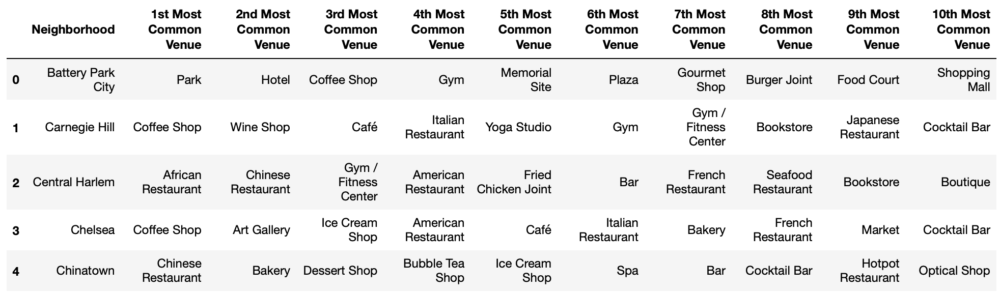 Neighborhood 1st Most Common Venue 2nd Most Common Venue 3rd Most Common Venue 4th Most Common Venue 5th Most Common Venue 6th Most Common Venue 7th Most Common Venue 8th Most Common Venue 9th Most Common Venue 10th Most Common Venue
0 Battery Park City Park Hotel Coffee Shop Gym Memorial Site Plaza Gourmet Shop Burger Joint Food Court Shopping Mall
1 Carnegie Hill Coffee Shop Wine Shop Café Italian Restaurant Yoga Studio Gym Gym / Fitness Center Bookstore Japanese Restaurant Cocktail Bar
2 Central Harlem African Restaurant Chinese Restaurant Gym / Fitness Center American Restaurant Fried Chicken Joint Bar French Restaurant Seafood Restaurant Bookstore Boutique
3 Chelsea Coffee Shop Art Gallery Ice Cream Shop American Restaurant Café Italian Restaurant Bakery French Restaurant Market Cocktail Bar
4 Chinatown Chinese Restaurant Bakery Dessert Shop Bubble Tea Shop Ice Cream Shop Spa Bar Cocktail Bar Hotpot Restaurant Optical Shop